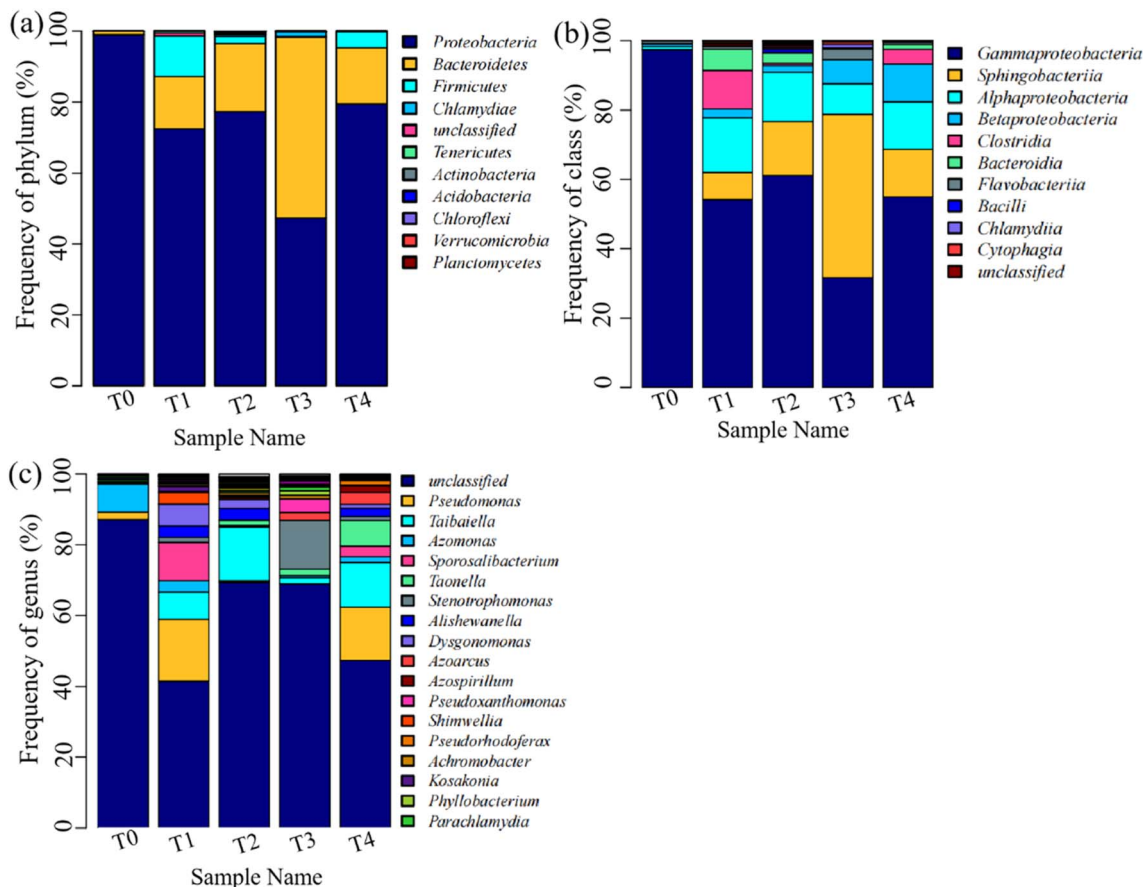 (a)
Frequency of phylum (%)
100
80
60
40
20
0
T0 T1 T2 T3 T4
Sample Name
Proteobacteria
Bacteroidetes
Firmicutes
Chlamydiae
unclassified
Tenericutes
Actinobacteria
Acidobacteria
Chloroflexi
Verrucomicrobia
Planctomycetes
(b)
Frequency of class (%)
100
80
60
40
20
0
T0 T1 T2 T3 T4
Sample Name
Gammaproteobacteria
Sphingobacteriia
Alphaproteobacteria
Betaproteobacteria
Clostridia
Bacteroidia
Flavobacteriia
Bacilli
Chlamydiia
Cytophagia
unclassified
(c)
Frequency of genus (%)
100
80
60
40
20
0
T0 T1 T2 T3 T4
Sample Name
unclassified
Pseudomonas
Taibaiella
Azomonas
Sporosalibacterium
Taonella
Stenotrophomonas
Alishewanella
Dysgonomonas
Azoarcus
Azospirillum
Pseudoxanthomonas
Shimwellia
Pseudorhodoferax
Achromobacter
Kosakonia
Phyllobacterium
Parachlamydia